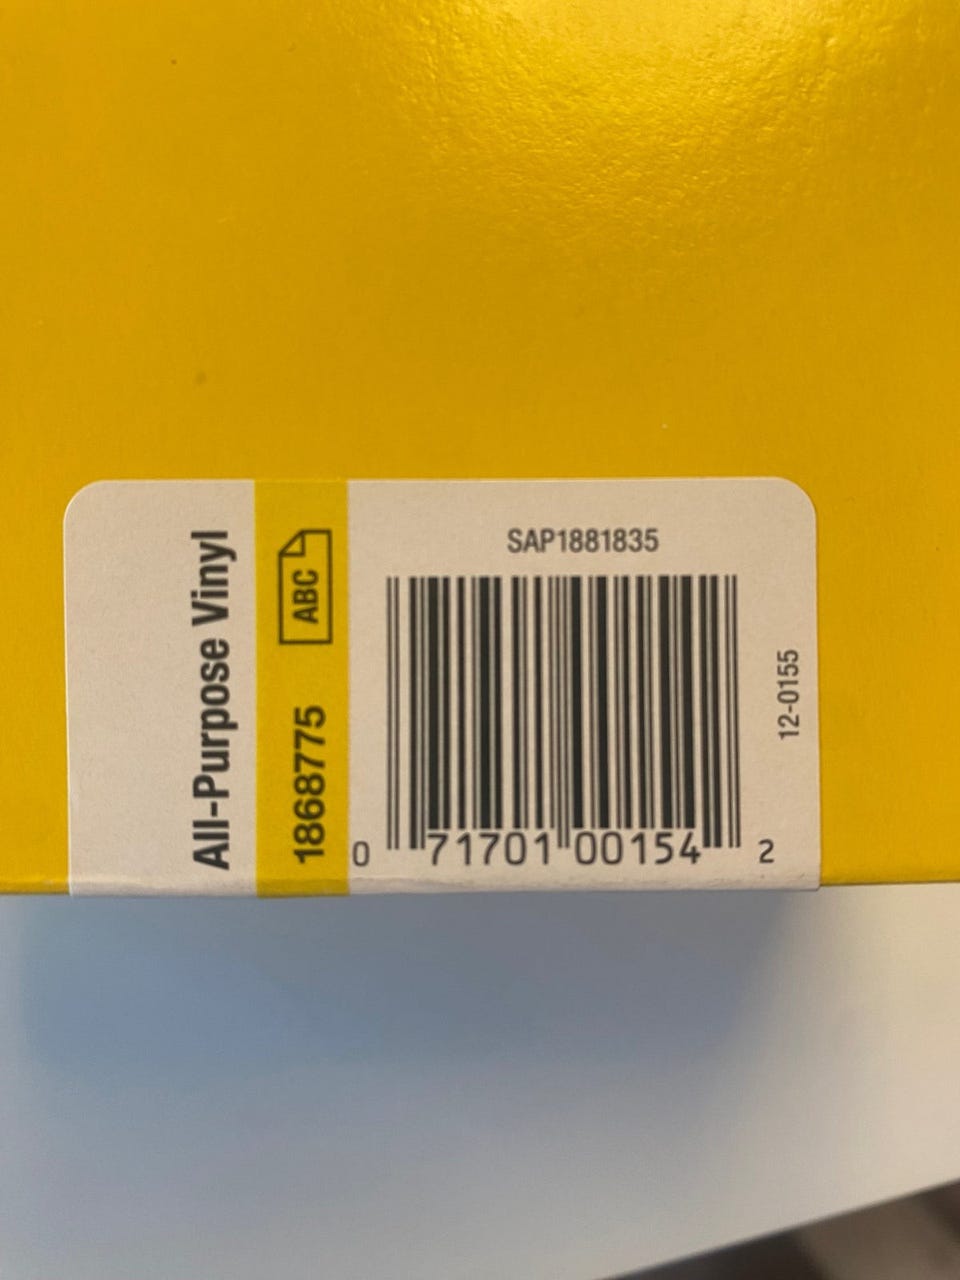 All-Purpose Vinyl
1868775
ABC
SAP1881835
0 71701 00154 2
12-0155